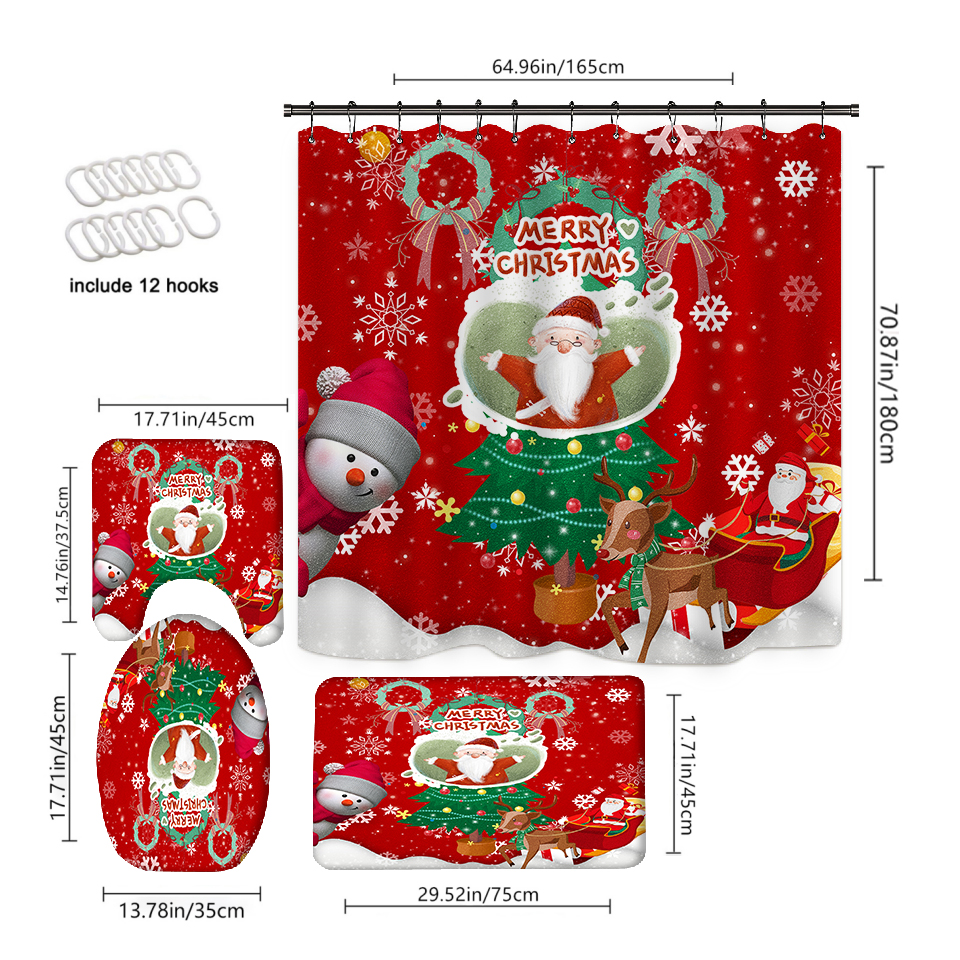 64.96in/165cm
MERRY
CHRISTMAS
include 12 hooks
70.87in/180cm
17.71in/45cm
14.76in/37.5cm
MERRY
CHRISTMAS
17.71in/45cm
MERRY
CHRISTMAS
13.78in/35cm
MERRY
CHRISTMAS
17.71in/45cm
29.52in/75cm